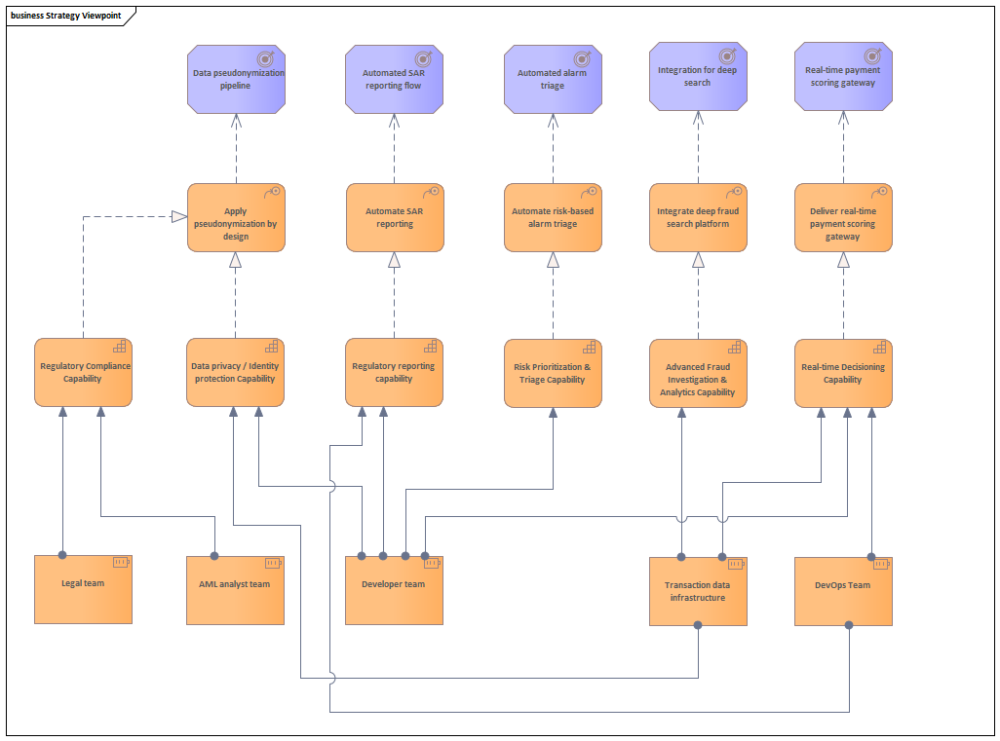 business Strategy Viewpoint
Data pseudonymization
pipeline
Automated SAR
reporting flow
Automated alarm
triage
Integration for deep
search
Real-time payment
scoring gateway
Apply
pseudonymization by
design
Automate SAR
reporting
Automate risk-based
alarm triage
Integrate deep fraud
search platform
Deliver real-time
payment scoring
gateway
Regulatory Compliance
Capability
Data privacy / Identity
protection Capability
Regulatory reporting
capability
Risk Prioritization &
Triage Capability
Advanced Fraud
Investigation &
Analytics Capability
Real-time Decisioning
Capability
Legal team
AML analyst team
Developer team
Transaction data
infrastructure
DevOps Team